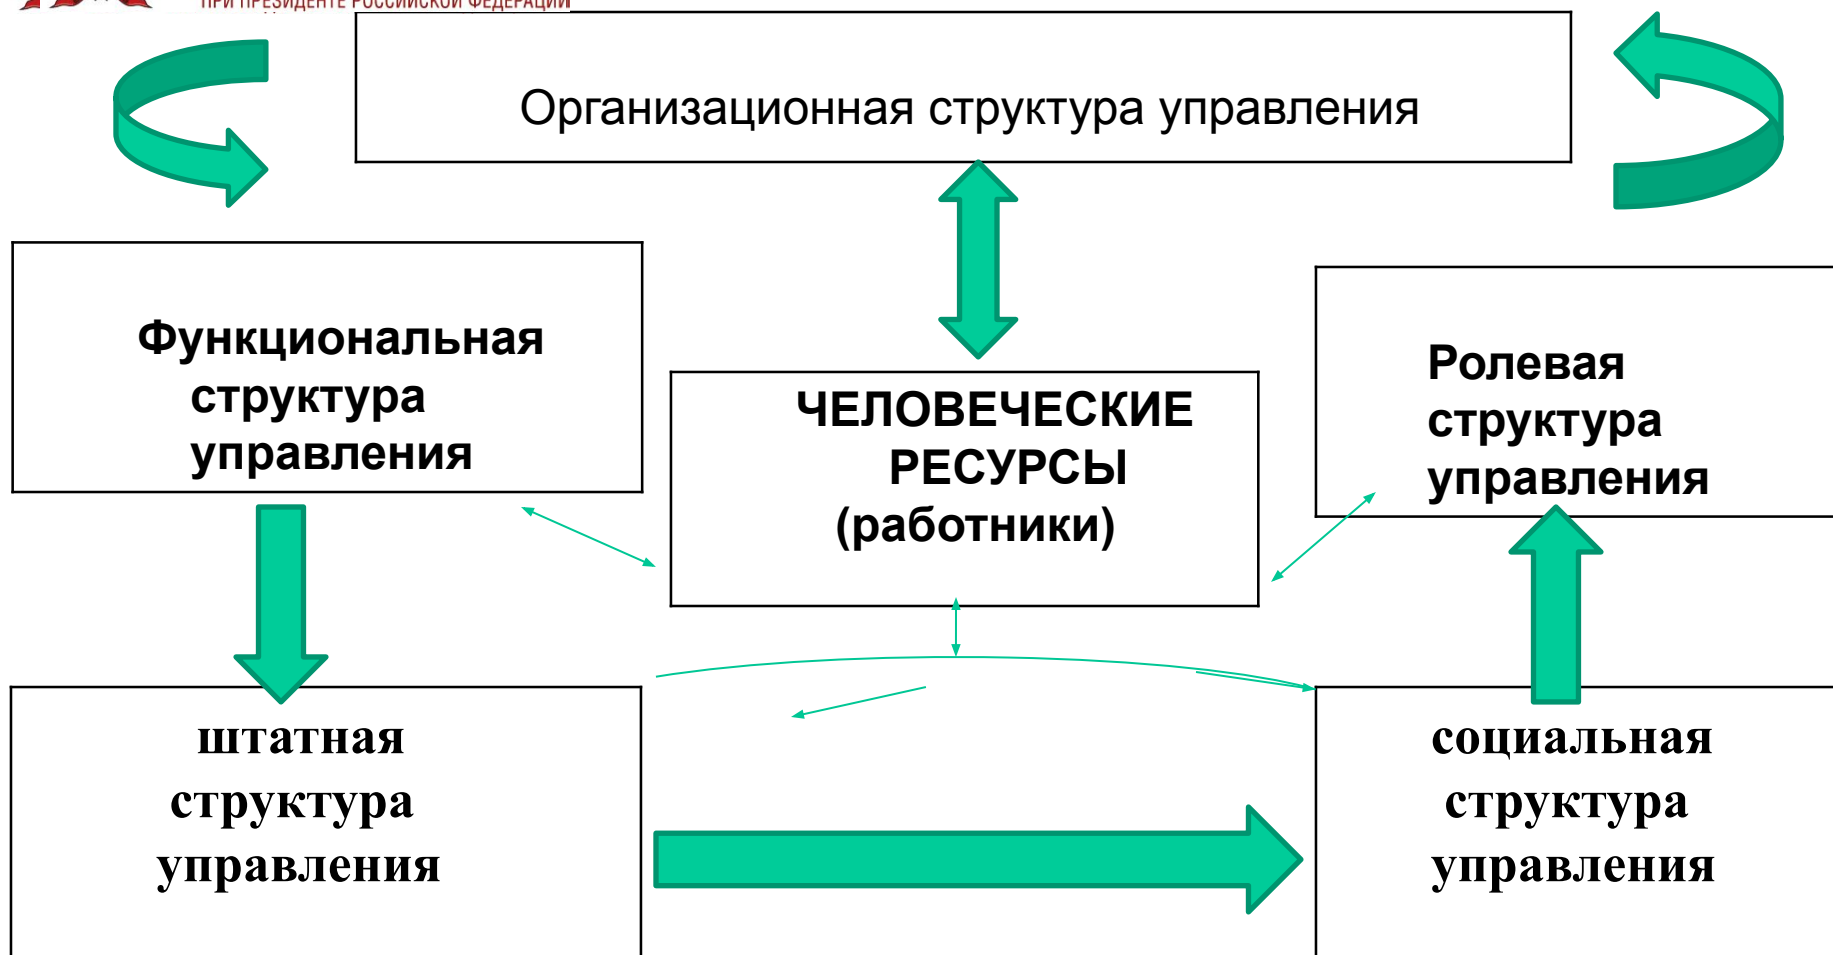 ПРИ ПРЕЗИДЕНТЕ РОССИЙСКОЙ ФЕДЕРАЦИИ
Организационная структура управления
Функциональная
структура
управления
ЧЕЛОВЕЧЕСКИЕ
РЕСУРСЫ
(работники)
Ролевая
структура
управления
штатная
структура
управления
социальная
структура
управления